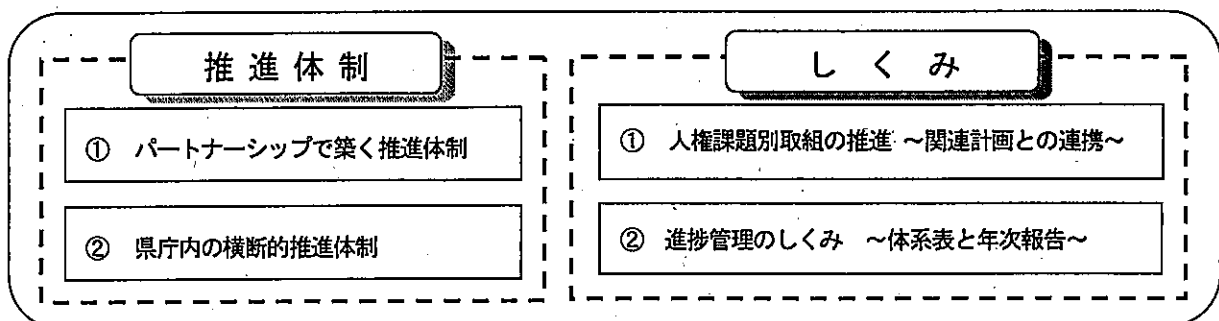 推進体制
① パートナーシップで築く推進体制
② 県庁内の横断的推進体制
しくみ
① 人権課題別取組の推進 ~関連計画との連携~
② 進捗管理のしくみ ~体系表と年次報告~